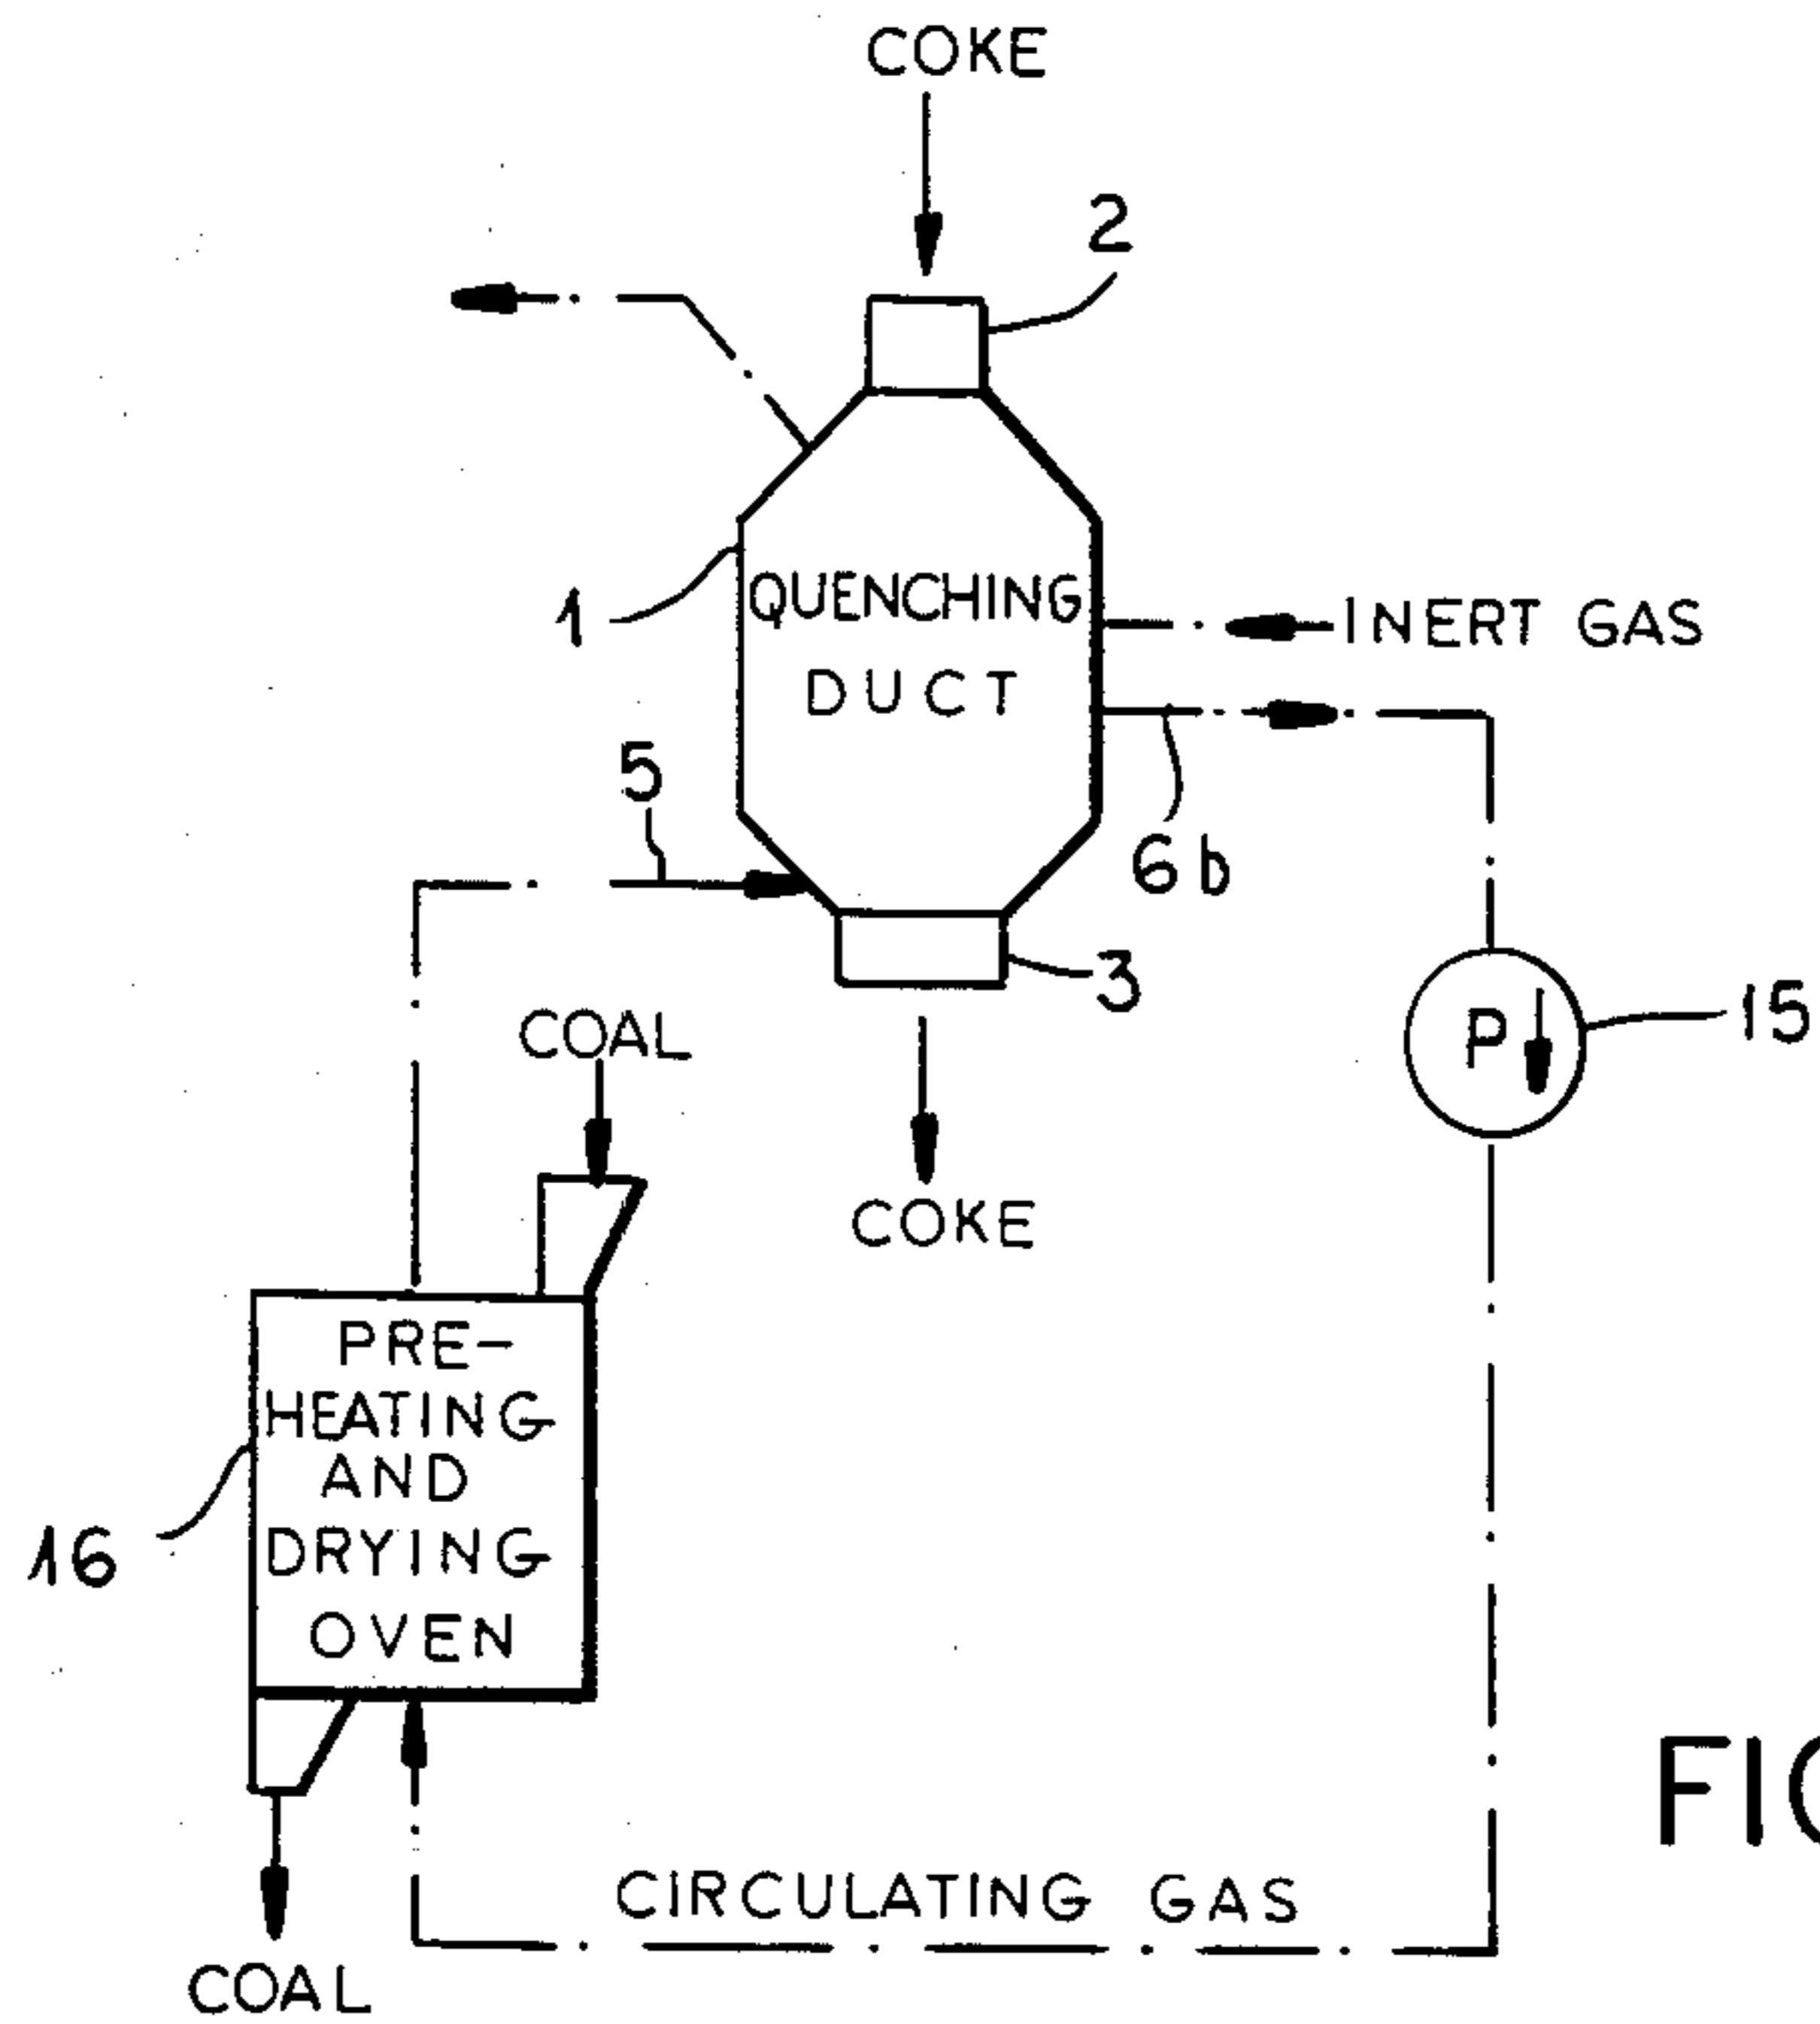 COKE
2
QUENCHING
DUCT
1
INERT GAS
5
6b
3
15
P
COAL
COKE
PRE-
HEATING
AND
DRYING
OVEN
16
CIRCULATING GAS
COAL